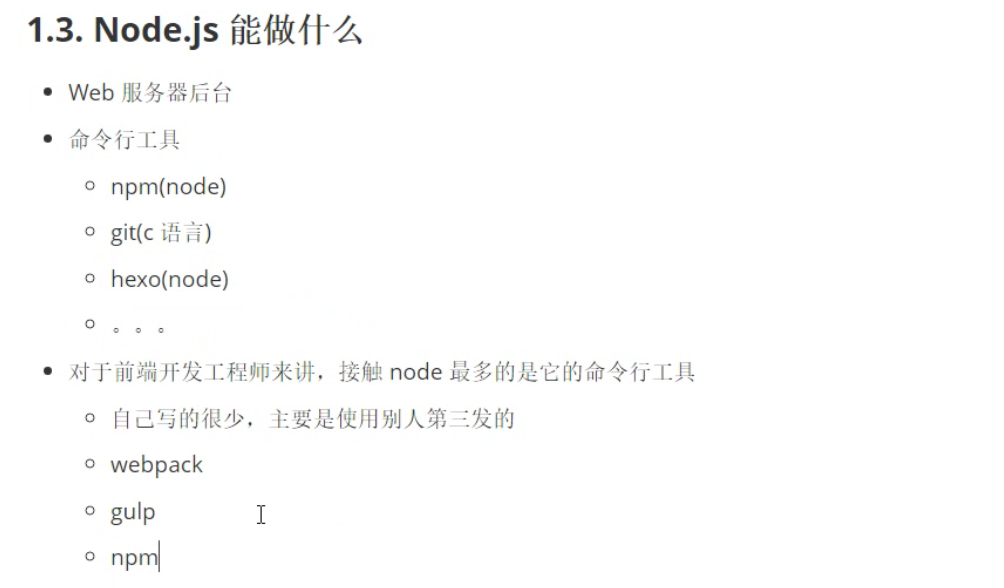 1.3. Node.js 能做什么
Web 服务器后台
命令行工具
npm(node)
git(c 语言)
hexo(node)
。。。
对于前端开发工程师来讲，接触 node 最多的是它的命令行工具
自己写的很少，主要是使用别人第三发的
webpack
gulp
npm